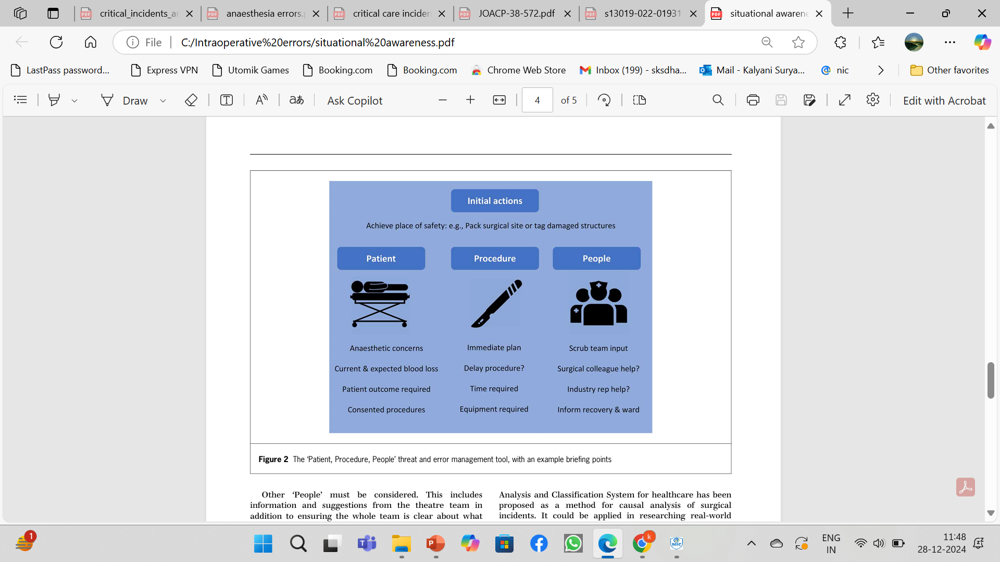 critical_incidents_ar
anaesthesia errors.p
critical care inciden
JOACP-38-572.pdf
s13019-022-01931
situational awarene
File
C:/Intraoperative%20errors/situational%20awareness.pdf
LastPass password...
Express VPN
Utomik Games
Booking.com
Booking.com
Chrome Web Store
Inbox (199) - sksdha...
Mail - Kalyani Surya...
nic
Other favorites
Draw
Ask Copilot
4
of 5
Edit with Acrobat
Initial actions
Achieve place of safety: e.g., Pack surgical site or tag damaged structures
Patient
Procedure
People
Anaesthetic concerns
Immediate plan
Scrub team input
Current & expected blood loss
Delay procedure?
Surgical colleague help?
Patient outcome required
Time required
Industry rep help?
Consented procedures
Equipment required
Inform recovery & ward
Figure 2 The ‘Patient, Procedure, People’ threat and error management tool, with an example briefing points
Other ‘People’ must be considered. This includes
information and suggestions from the theatre team in
addition to ensuring the whole team is clear about what
Analysis and Classification System for healthcare has been
proposed as a method for causal analysis of surgical
incidents. It could be applied in researching real-world
1
ENG
IN
11:48
28-12-2024